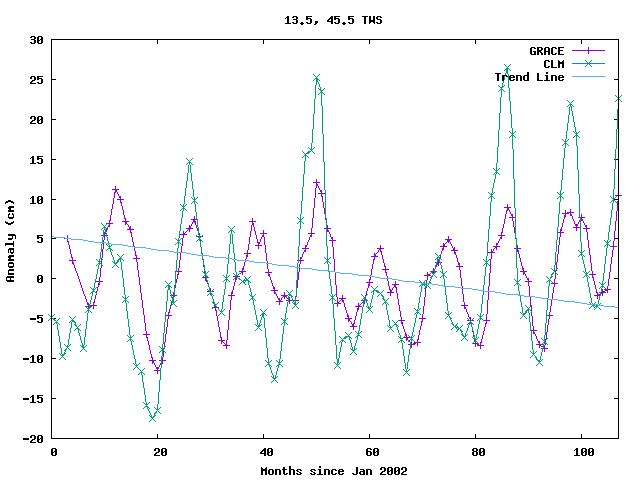 13.5, 45.5 TWS
GRACE
CLM
Trend Line
30
25
20
15
10
5
0
-5
-10
-15
-20
Anomaly (cm)
0 20 40 60 80 100
Months since Jan 2002